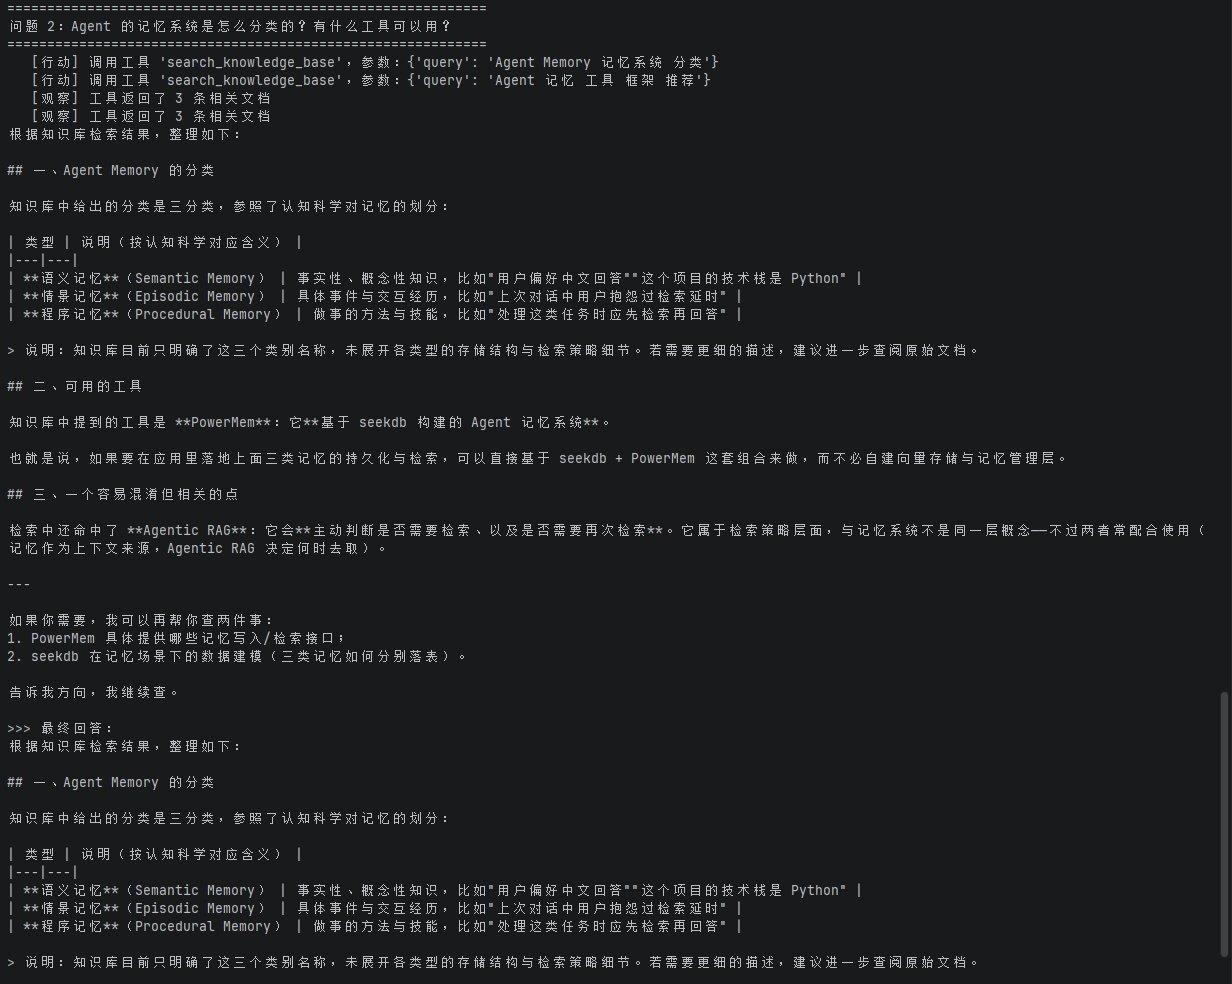 ============================================================
问题 2: Agent 的记忆系统是怎么分类的？有什么工具可以用？
============================================================
[行动] 调用工具 'search_knowledge_base'，参数：{'query': 'Agent Memory 记忆系统 分类'}
[行动] 调用工具 'search_knowledge_base'，参数：{'query': 'Agent 记忆 工具 框架 推荐'}
[观察] 工具返回了 3 条相关文档
[观察] 工具返回了 3 条相关文档
根据知识库检索结果，整理如下：
## 一、Agent Memory 的分类
知识库中给出的分类是三分类，参照了认知科学对记忆的划分：
| 类型 | 说明（按认知科学对应含义） |
|---|---|
| **语义记忆**（Semantic Memory） | 事实性、概念性知识，比如"用户偏好中文回答""这个项目的技术栈是 Python" |
| **情景记忆**（Episodic Memory） | 具体事件与交互经历，比如"上次对话中用户抱怨过检索延时" |
| **程序记忆**（Procedural Memory） | 做事的方法与技能，比如"处理这类任务时应先检索再回答" |
> 说明：知识库目前只明确了这三个类别名称，未展开各类型的存储结构与检索策略细节。若需要更细的描述，建议进一步查阅原始文档。
## 二、可用的工具
知识库中提到的工具是 **PowerMem**：它**基于 seekdb 构建的 Agent 记忆系统**。
也就是说，如果要在应用里落地上面三类记忆的持久化与检索，可以直接基于 seekdb + PowerMem 这套组合来做，而不必自建向量存储与记忆管理层。
## 三、一个容易混淆但相关的点
检索中还命中了 **Agentic RAG**：它会**主动判断是否需要检索、以及是否需要再次检索**。它属于检索策略层面，与记忆系统不是同一层概念——不过两者常配合使用（
记忆作为上下文来源，Agentic RAG 决定何时去取）。
---
如果你需要，我可以再帮你查两件事：
1. PowerMem 具体提供哪些记忆写入/检索接口；
2. seekdb 在记忆场景下的数据建模（三类记忆如何分别落表）。
告诉我方向，我继续查。
>>> 最终回答：
根据知识库检索结果，整理如下：
## 一、Agent Memory 的分类
知识库中给出的分类是三分类，参照了认知科学对记忆的划分：
| 类型 | 说明（按认知科学对应含义） |
|---|---|
| **语义记忆**（Semantic Memory） | 事实性、概念性知识，比如"用户偏好中文回答""这个项目的技术栈是 Python" |
| **情景记忆**（Episodic Memory） | 具体事件与交互经历，比如"上次对话中用户抱怨过检索延时" |
| **程序记忆**（Procedural Memory） | 做事的方法与技能，比如"处理这类任务时应先检索再回答" |
> 说明：知识库目前只明确了这三个类别名称，未展开各类型的存储结构与检索策略细节。若需要更细的描述，建议进一步查阅原始文档。